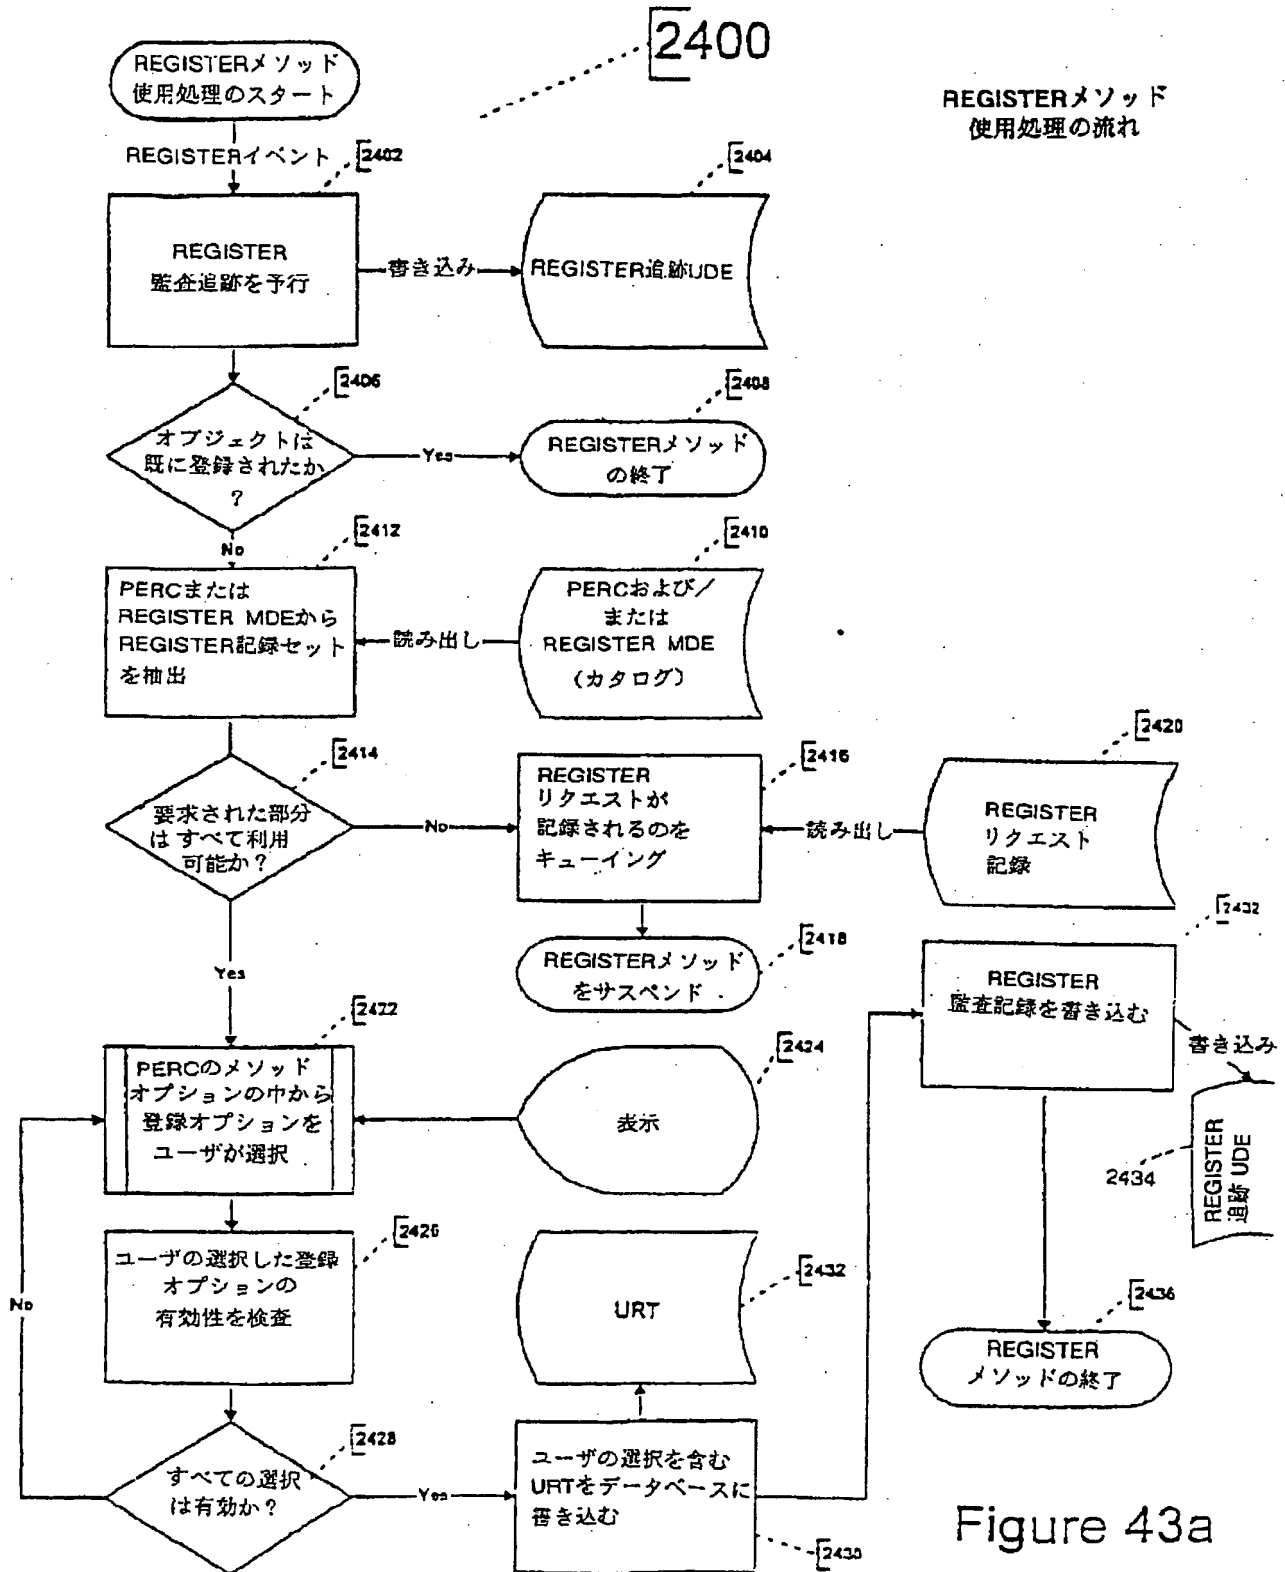 2400
REGISTERメソッド
使用処理の流れ
REGISTERメソッド
使用処理のスタート
REGISTERイベント
2402
REGISTER
監査追跡を予行
書き込み
2404
REGISTER追跡UDE
2406
オブジェクトは
既に登録されたか
?
Yes
2408
REGISTERメソッド
の終了
No
2412
PERCまたは
REGISTER MDEから
REGISTER記録セット
を抽出
読み出し
2410
PERCおよび/
または
REGISTER MDE
(カタログ)
2414
要求された部分
は すべて利用
可能か?
No
2416
REGISTER
リクエストが
記録されるのを
キューイング
読み出し
2420
REGISTER
リクエスト
記録
2418
REGISTERメソッド
をサスペンド
Yes
2422
PERCのメソッド
オプションの中から
登録オプションを
ユーザが選択
2424
表示
2432
REGISTER
監査記録を書き込む
書き込み
2434
REGISTER
追跡 UDE
2426
ユーザの選択した登録
オプションの
有効性を検査
No
2432
URT
2436
REGISTER
メソッドの終了
2428
すべての選択
は有効か?
Yes
ユーザの選択を含む
URTをデータベースに
書き込む
2430
Figure 43a